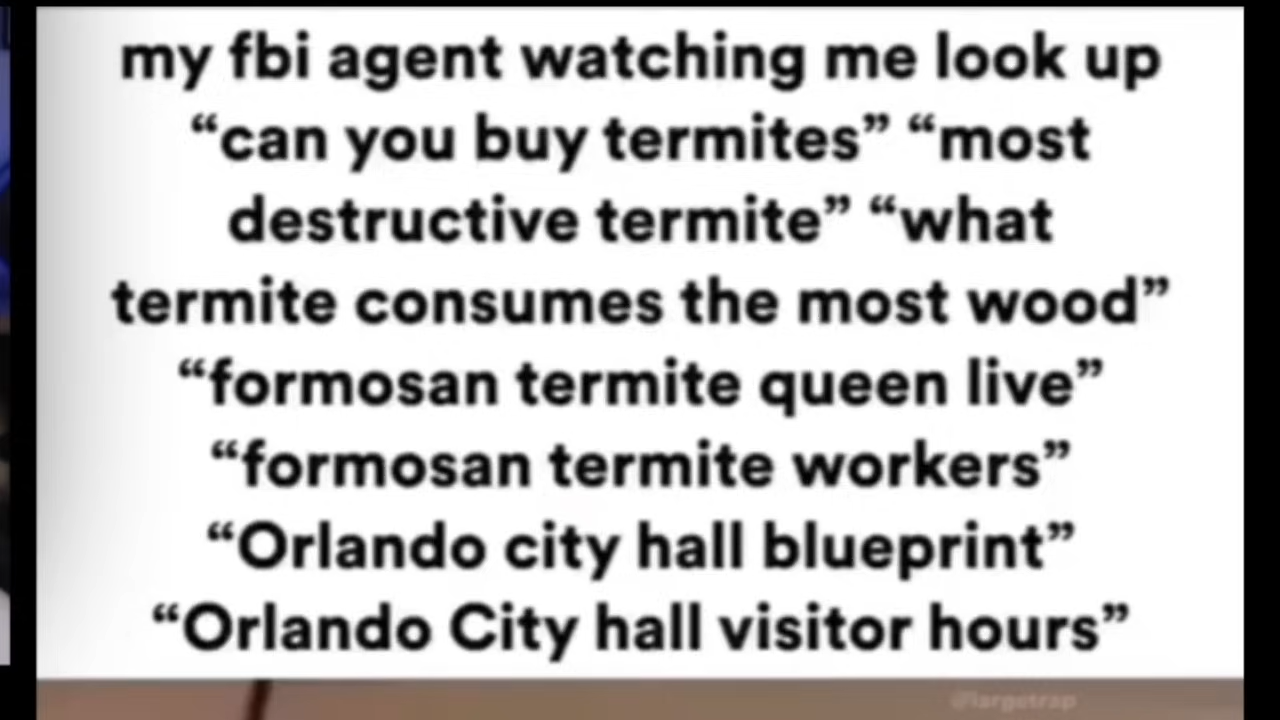 my fbi agent watching me look up
“can you buy termites” “most
destructive termite” “what
termite consumes the most wood”
“formosan termite queen live”
“formosan termite workers”
“Orlando city hall blueprint”
“Orlando City hall visitor hours”
@largetrap